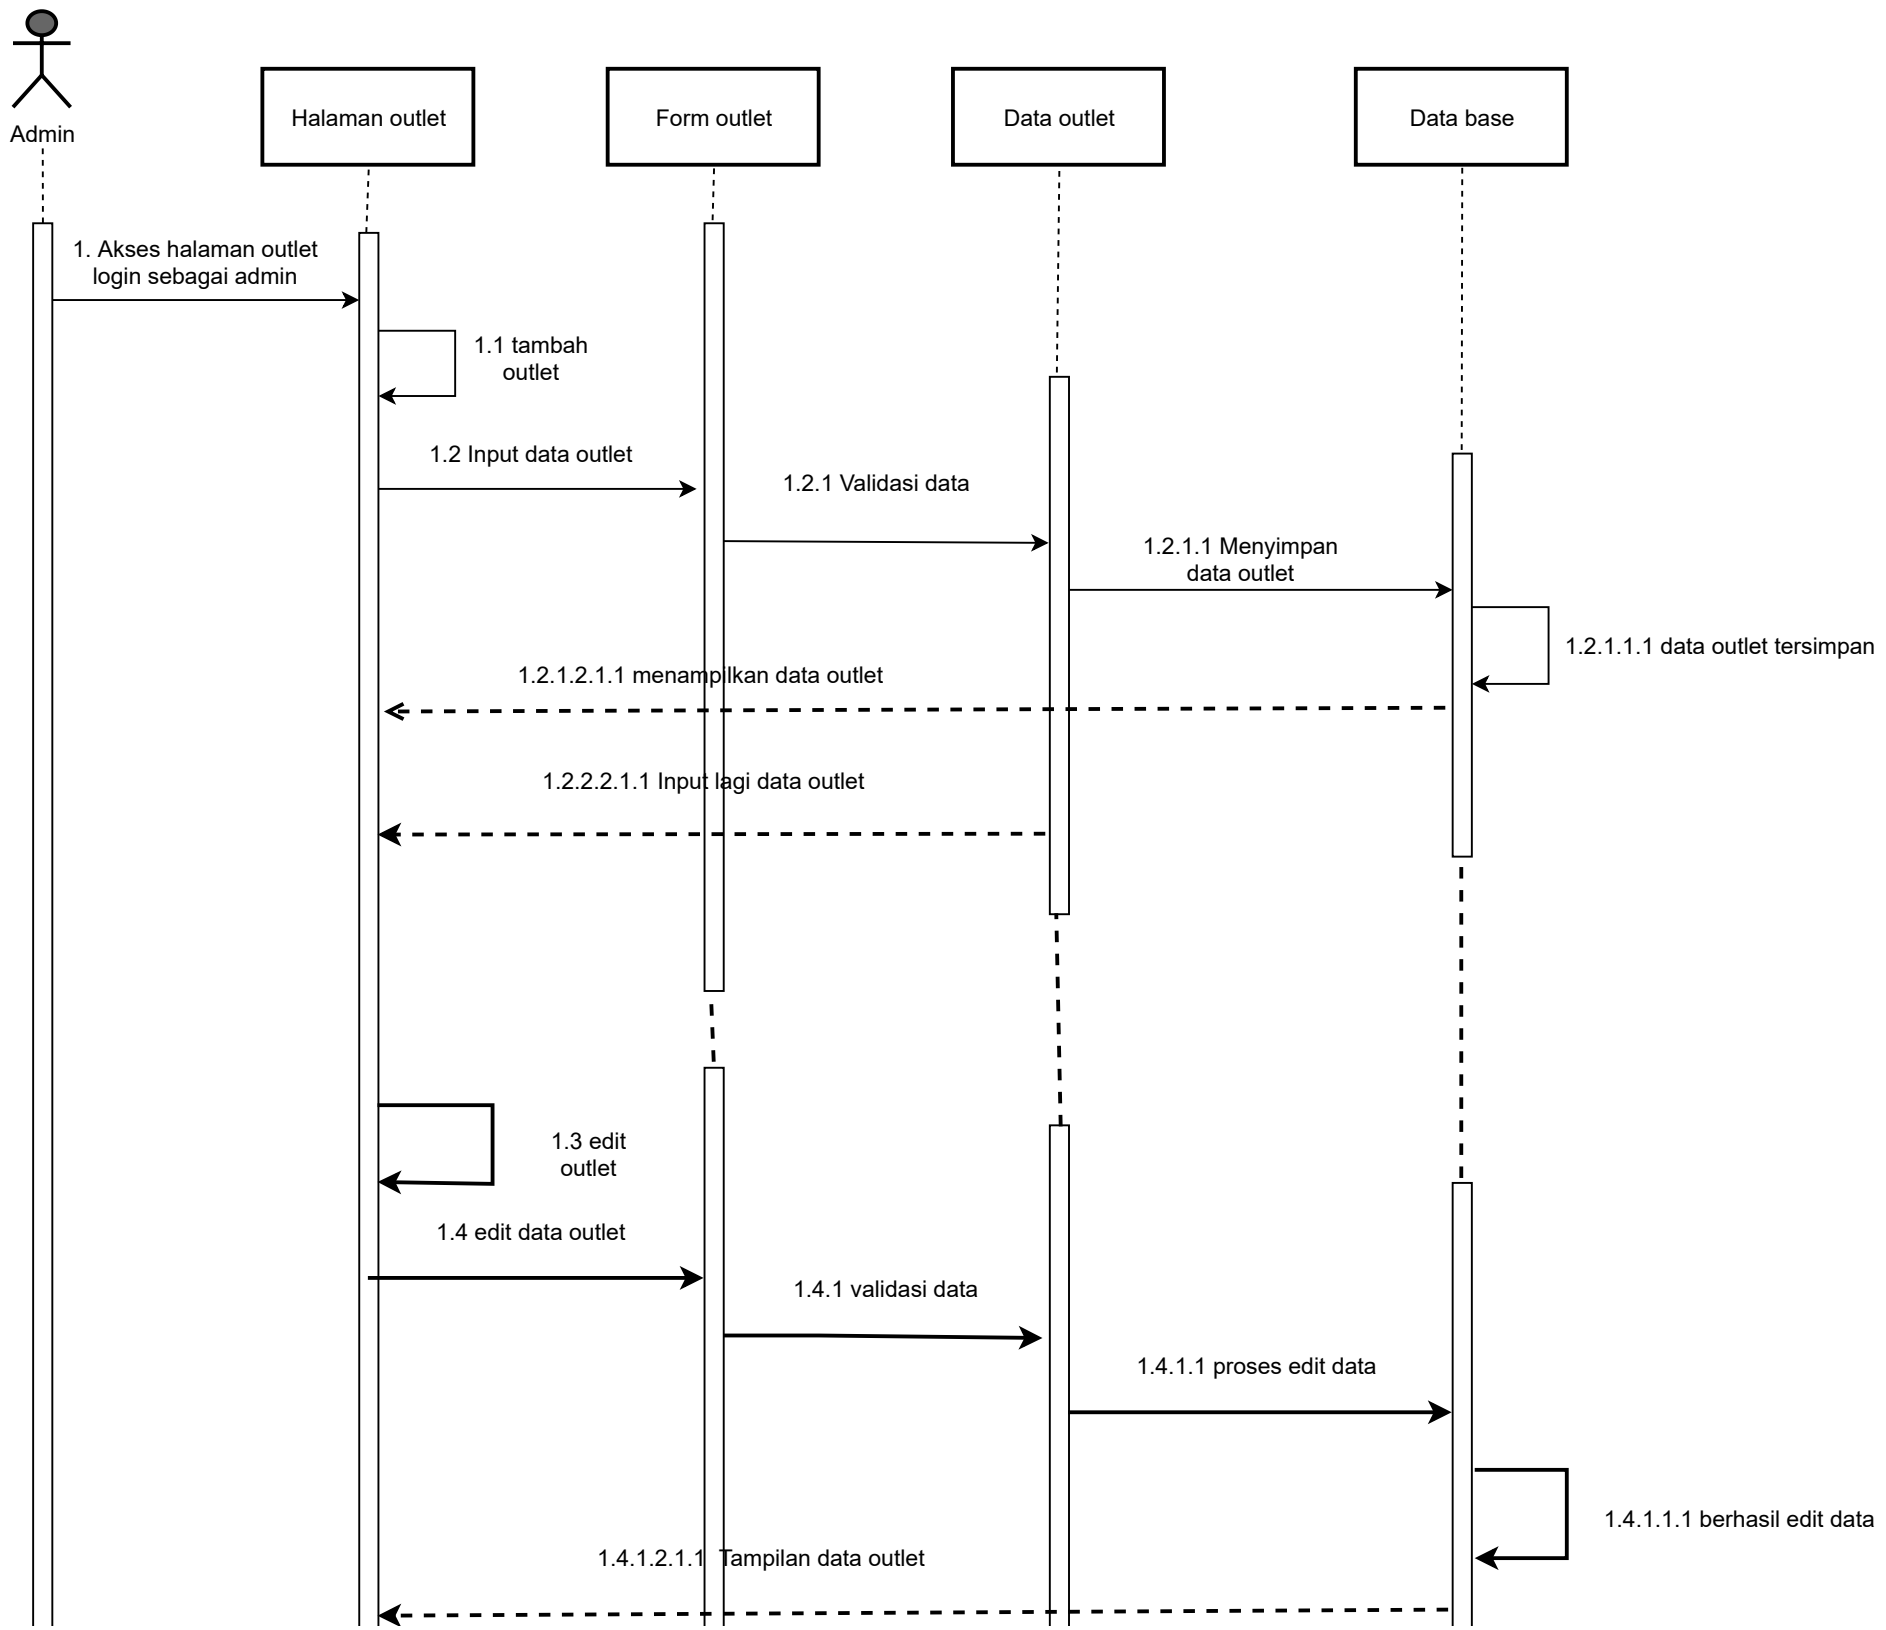 Admin
Halaman outlet
Form outlet
Data outlet
Data base
1. Akses halaman outlet
login sebagai admin
1.1 tambah
outlet
1.2 Input data outlet
1.2.1 Validasi data
1.2.1.1 Menyimpan
data outlet
1.2.1.1.1 data outlet tersimpan
1.2.1.2.1.1 menampilkan data outlet
1.2.2.2.1.1 Input lagi data outlet
1.3 edit
outlet
1.4 edit data outlet
1.4.1 validasi data
1.4.1.1 proses edit data
1.4.1.1.1 berhasil edit data
1.4.1.2.1.1 Tampilan data outlet